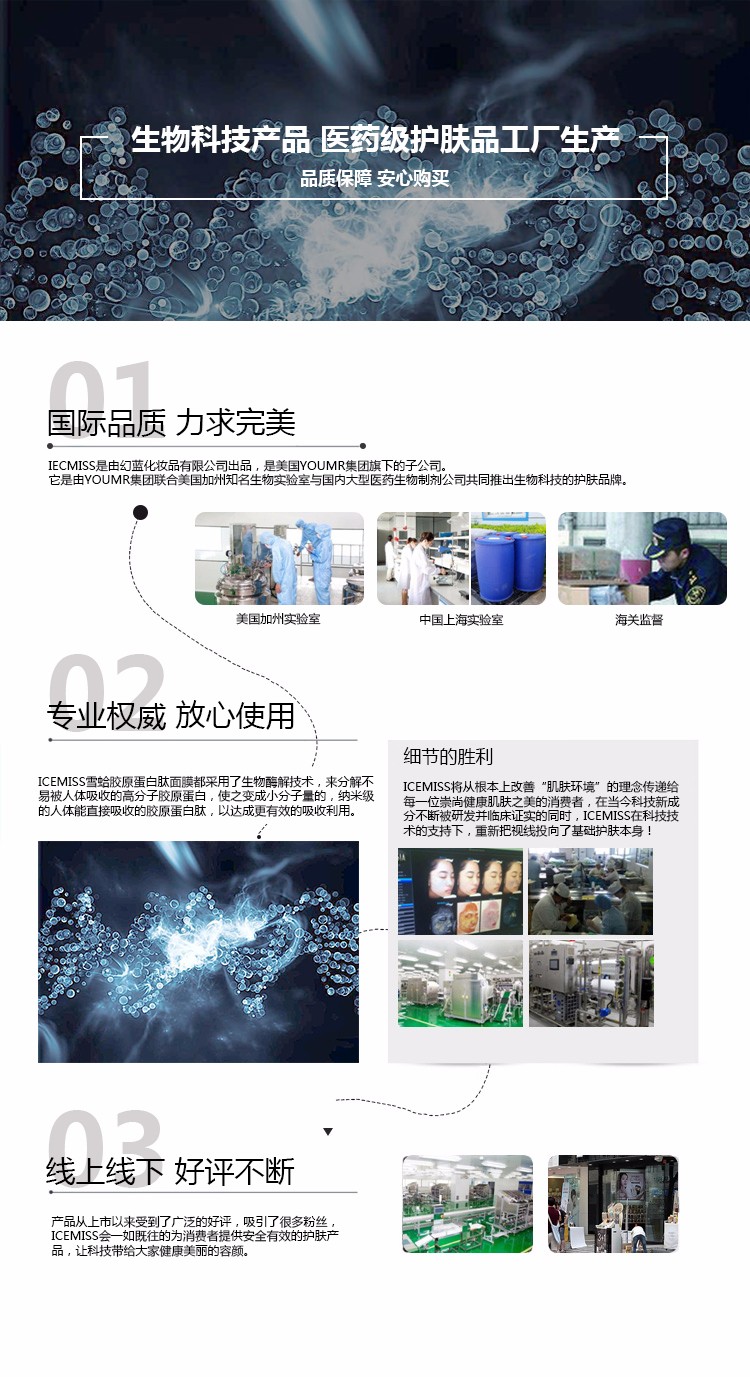 生物科技产品 医药级护肤品工厂生产
品质保障 安心购买
01
国际品质 力求完美
IECMISS是由幻蓝化妆品有限公司出品，是美国YOUMR集团旗下的子公司。
它是由YOUMR集团联合美国加州知名生物实验室与国内大型医药生物制剂公司共同推出生物科技的护肤品牌。
美国加州实验室
中国上海实验室
海关监督
02
专业权威 放心使用
ICEMISS雪蛤胶原蛋白肽面膜都采用了生物酶解技术，来分解不
易被人体吸收的高分子胶原蛋白，使之变成小分子量的，纳米级
的人体能直接吸收的胶原蛋白肽，以达成更有效的吸收利用。
细节的胜利
ICEMISS将从根本上改善“肌肤环境”的理念传递给
每一位崇尚健康肌肤之美的消费者，在当今科技新成
分不断被研发并临床证实的同时，ICEMISS在科技技
术的支持下，重新把视线投向了基础护肤本身！
03
线上线下 好评不断
产品从上市以来受到了广泛的好评，吸引了很多粉丝，
ICEMISS会一如既往的为消费者提供安全有效的护肤产
品，让科技带给大家健康美丽的容颜。